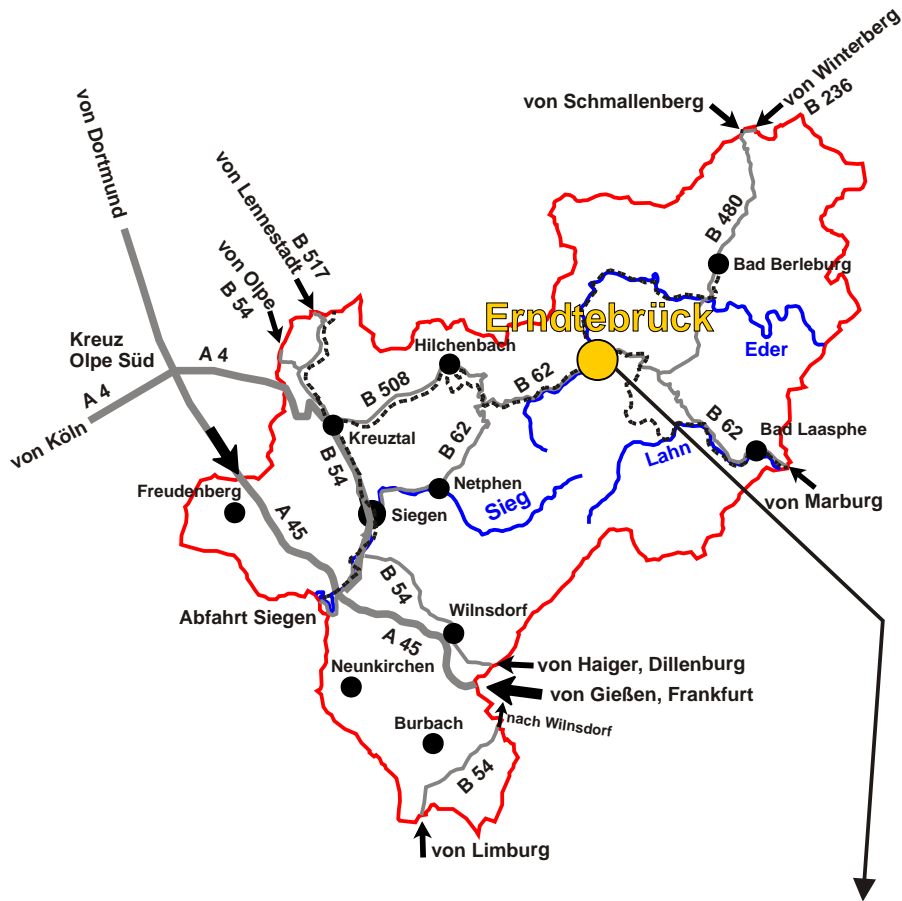 von Winterberg
B 236
von Schmallenberg
von Dortmund
von Lennestadt
B 517
von Olpe
B 54
B 480
Bad Berleburg
Erndtebrück
Eder
Kreuz
Olpe Süd
A 4
A 4
von Köln
Hilchenbach
B 508
B 62
Kreuztal
B 54
B 62
B 62
Bad Laasphe
Lahn
von Marburg
Freudenberg
Netphen
Sieg
Siegen
A 45
B 54
Abfahrt Siegen
Wilnsdorf
A 45
Neunkirchen
von Haiger, Dillenburg
von Gießen, Frankfurt
nach Wilnsdorf
Burbach
B 54
von Limburg